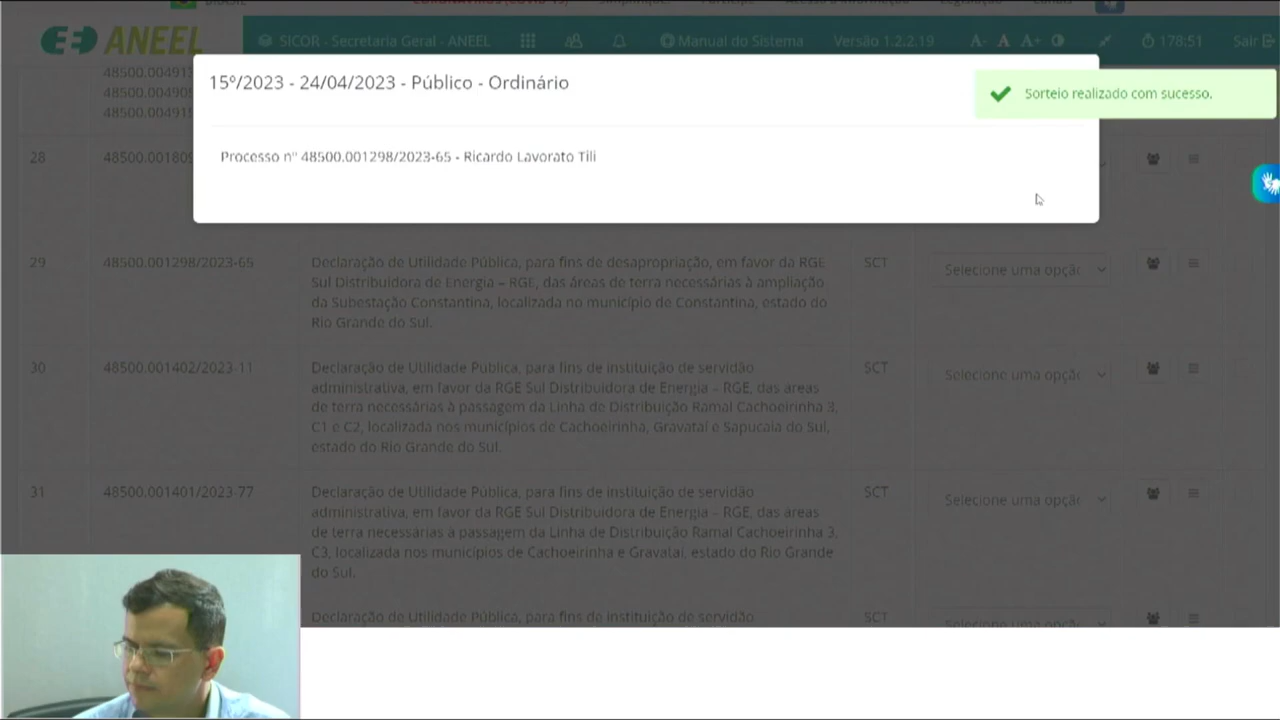 CORONAVÍRUS (COVID-19)
ANEEL
SICOR - Secretaria Geral - ANEEL
Manual do Sistema
Versão 1.2.2.19
A-
A
A+
178:51
Sair
15º/2023 - 24/04/2023 - Público - Ordinário
Sorteio realizado com sucesso.
Processo nº 48500.001298/2023-65 - Ricardo Lavorato Tili
28
29
48500.001298/2023-65
Declaração de Utilidade Pública, para fins de desapropriação, em favor da RGE
Sul Distribuidora de Energia – RGE, das áreas de terra necessárias à ampliação
da Subestação Constantina, localizada no município de Constantina, estado do
Rio Grande do Sul.
SCT
Selecione uma opçã
30
48500.001402/2023-11
Declaração de Utilidade Pública, para fins de instituição de servidão
administrativa, em favor da RGE Sul Distribuidora de Energia – RGE, das áreas
de terra necessárias à passagem da Linha de Distribuição Ramal Cachoeirinha 3,
C1 e C2, localizada nos municípios de Cachoeirinha, Gravataí e Sapucaia do Sul,
estado do Rio Grande do Sul.
SCT
Selecione uma opçã
31
48500.001401/2023-77
Declaração de Utilidade Pública, para fins de instituição de servidão
administrativa, em favor da RGE Sul Distribuidora de Energia – RGE, das áreas
de terra necessárias à passagem da Linha de Distribuição Ramal Cachoeirinha 3,
C3, localizada nos municípios de Cachoeirinha e Gravataí, estado do Rio Grande
do Sul.
SCT
Selecione uma opçã
Declaração de Utilidade Pública, para fins de instituição de servidão
SCT
Selecione uma opçã